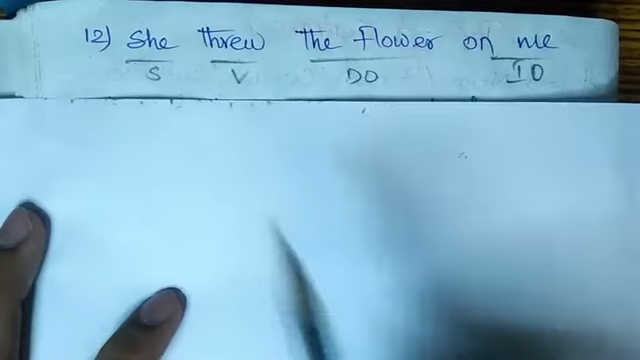 12) She threw the flower on me
S V DO IO